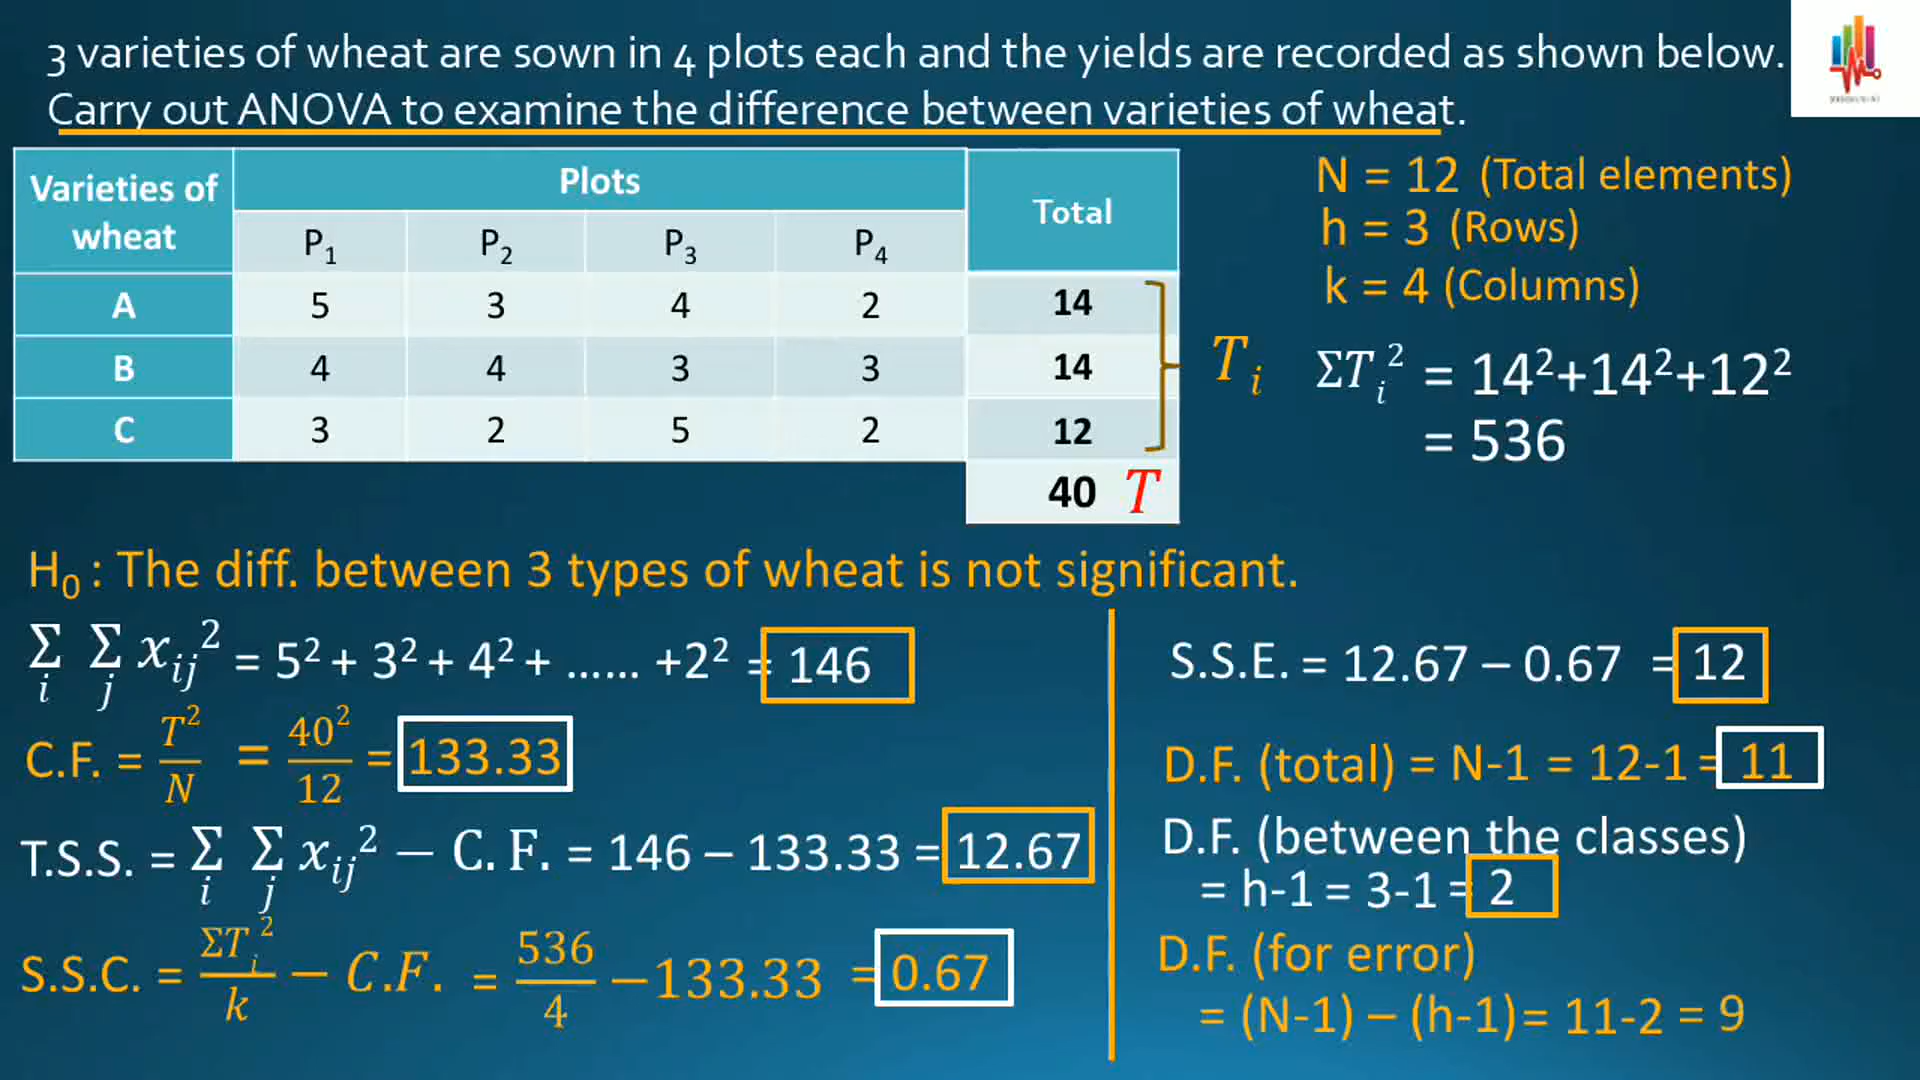 3 varieties of wheat are sown in 4 plots each and the yields are recorded as shown below.
Carry out ANOVA to examine the difference between varieties of wheat.
Varieties of wheat Plots Total
P₁ P₂ P₃ P₄
A 5 3 4 2 14
B 4 4 3 3 14
C 3 2 5 2 12
40 T
Tᵢ
N = 12 (Total elements)
h = 3 (Rows)
k = 4 (Columns)
ΣTᵢ² = 14²+14²+12²
= 536
H₀ : The diff. between 3 types of wheat is not significant.
Σᵢ Σⱼ xᵢⱼ² = 5² + 3² + 4² + ...... +2² = 146
C.F. = T²/N = 40²/12 = 133.33
T.S.S. = Σᵢ Σⱼ xᵢⱼ² − C.F. = 146 – 133.33 = 12.67
S.S.C. = ΣTᵢ²/k − C.F. = 536/4 −133.33 = 0.67
S.S.E. = 12.67 – 0.67 = 12
D.F. (total) = N-1 = 12-1 = 11
D.F. (between the classes)
= h-1 = 3-1 = 2
D.F. (for error)
= (N-1) – (h-1)= 11-2 = 9